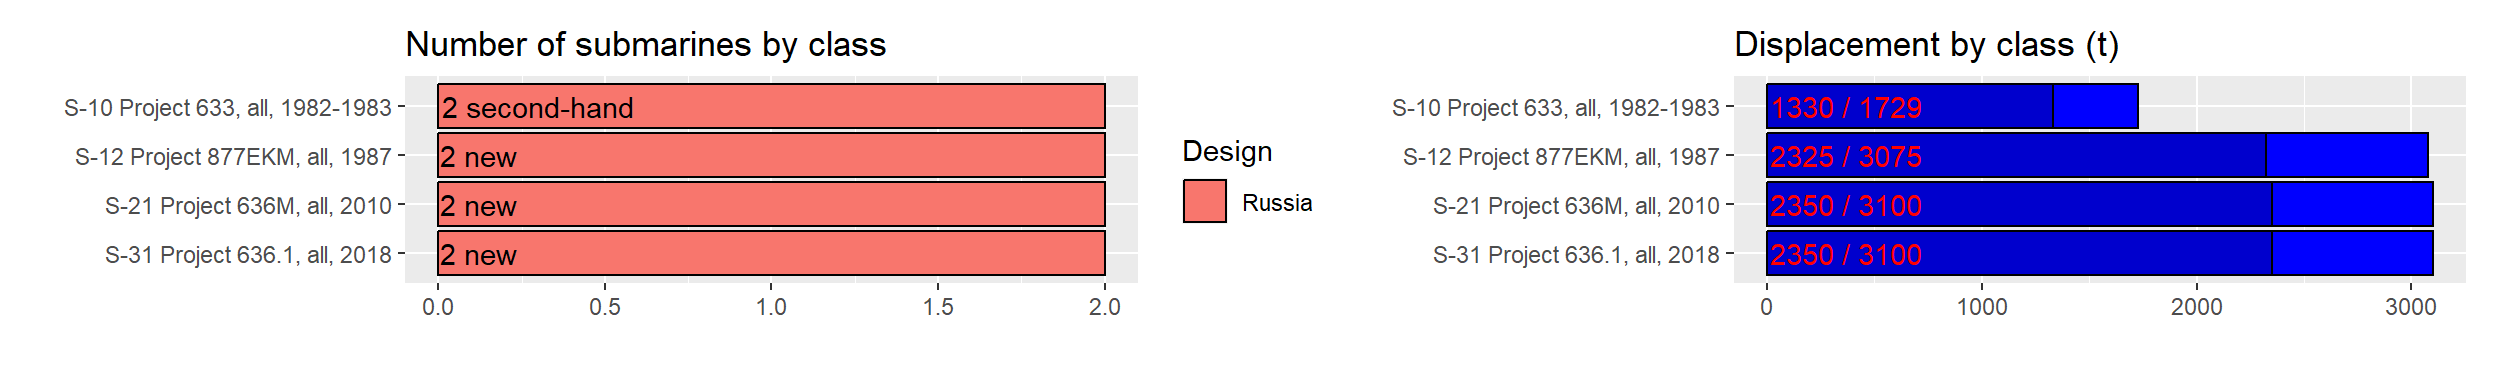 Number of submarines by class
S-10 Project 633, all, 1982-1983
2 second-hand
S-12 Project 877EKM, all, 1987
2 new
S-21 Project 636M, all, 2010
2 new
S-31 Project 636.1, all, 2018
2 new
0.0 0.5 1.0 1.5 2.0
Design
Russia
Displacement by class (t)
S-10 Project 633, all, 1982-1983
1330 / 1729
S-12 Project 877EKM, all, 1987
2325 / 3075
S-21 Project 636M, all, 2010
2350 / 3100
S-31 Project 636.1, all, 2018
2350 / 3100
0 1000 2000 3000